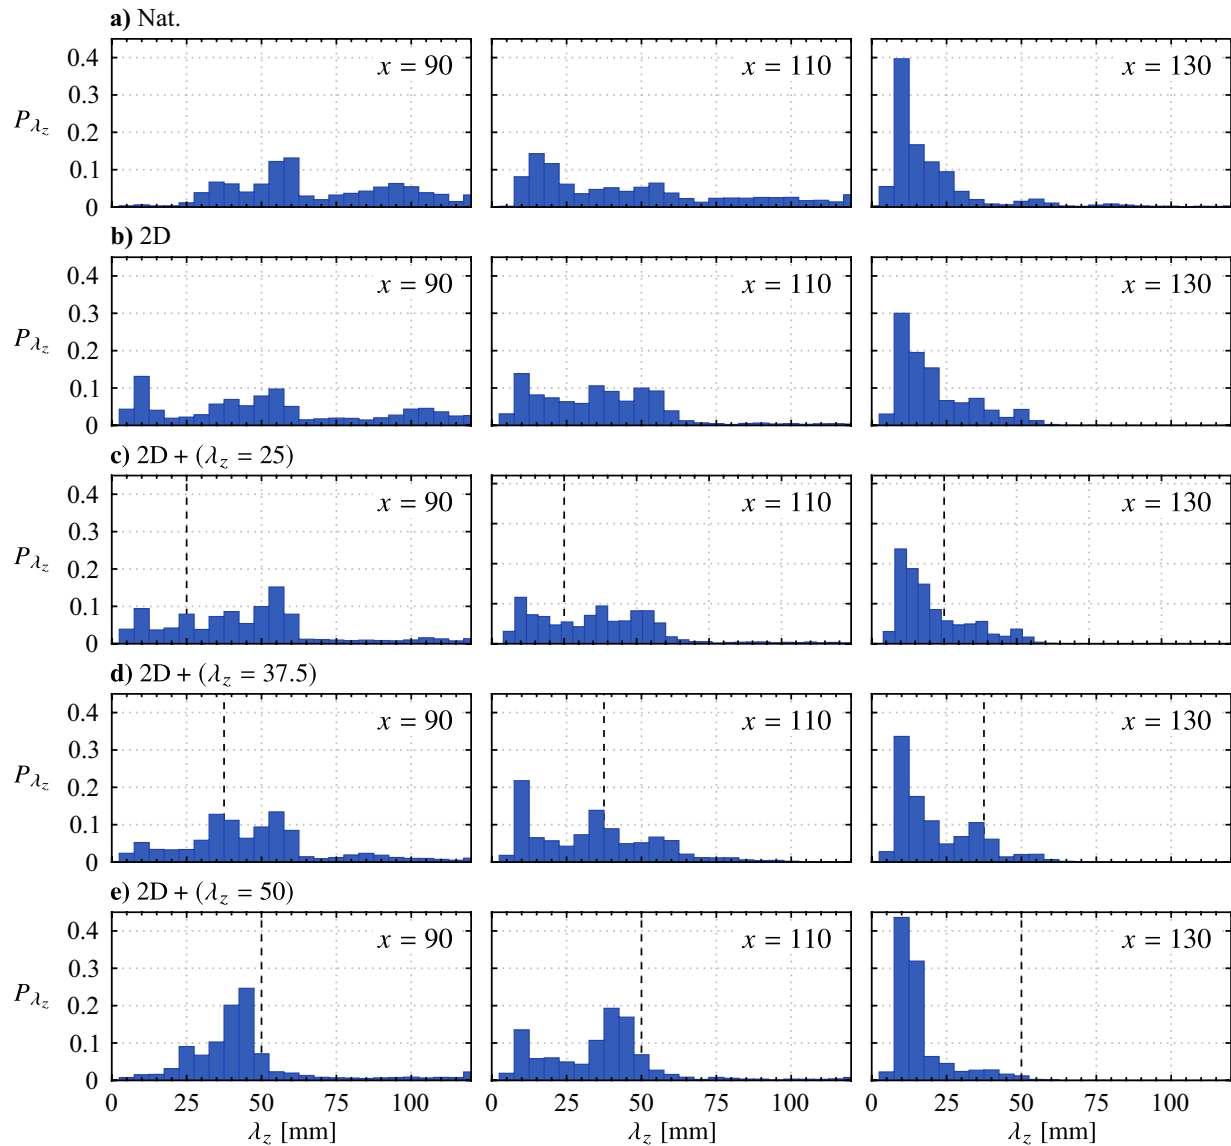 a) Nat.
x = 90
x = 110
x = 130
0.4
0.3
0.2
0.1
0
P_{λ_z}
b) 2D
x = 90
x = 110
x = 130
0.4
0.3
0.2
0.1
0
P_{λ_z}
c) 2D + (λ_z = 25)
x = 90
x = 110
x = 130
0.4
0.3
0.2
0.1
0
P_{λ_z}
d) 2D + (λ_z = 37.5)
x = 90
x = 110
x = 130
0.4
0.3
0.2
0.1
0
P_{λ_z}
e) 2D + (λ_z = 50)
x = 90
x = 110
x = 130
0.4
0.3
0.2
0.1
0
P_{λ_z}
0 25 50 75 100
0 25 50 75 100
0 25 50 75 100
λ_z [mm]
λ_z [mm]
λ_z [mm]